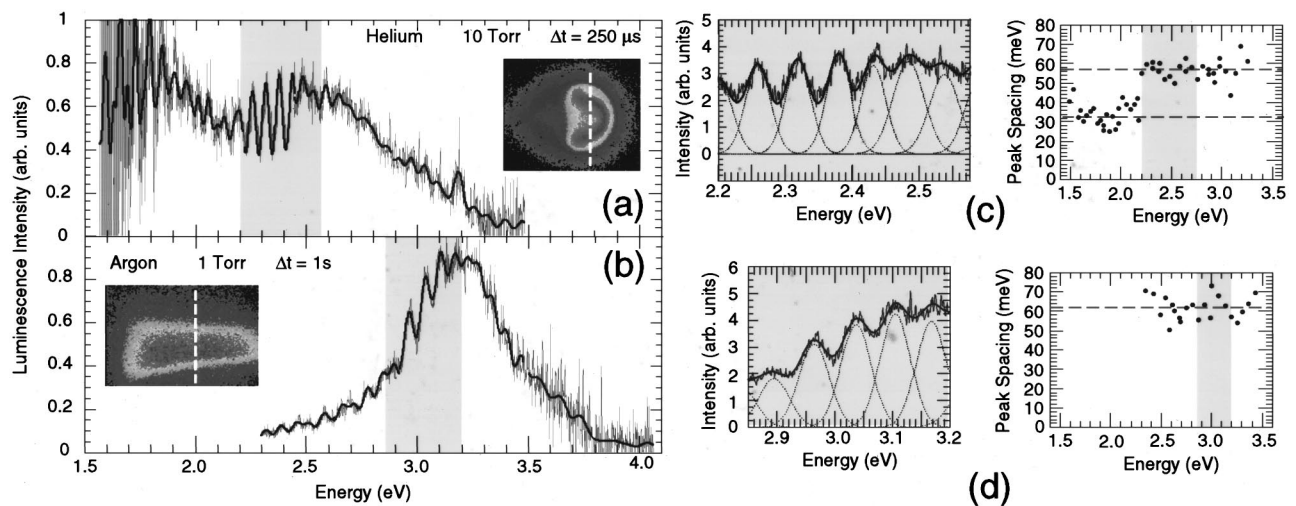 Luminescence Intensity (arb. units)
1
0.8
0.6
0.4
0.2
0
Helium 10 Torr Δt = 250 μs
(a)
1
0.8
0.6
0.4
0.2
0
Argon 1 Torr Δt = 1s
(b)
1.5 2.0 2.5 3.0 3.5 4.0
Energy (eV)
Intensity (arb. units)
5
4
3
2
1
0
2.2 2.3 2.4 2.5
Energy (eV)
Peak Spacing (meV)
80
70
60
50
40
30
20
10
0
1.5 2.0 2.5 3.0 3.5
Energy (eV)
(c)
Intensity (arb. units)
6
5
4
3
2
1
0
2.9 3.0 3.1 3.2
Energy (eV)
Peak Spacing (meV)
80
70
60
50
40
30
20
10
0
1.5 2.0 2.5 3.0 3.5
Energy (eV)
(d)